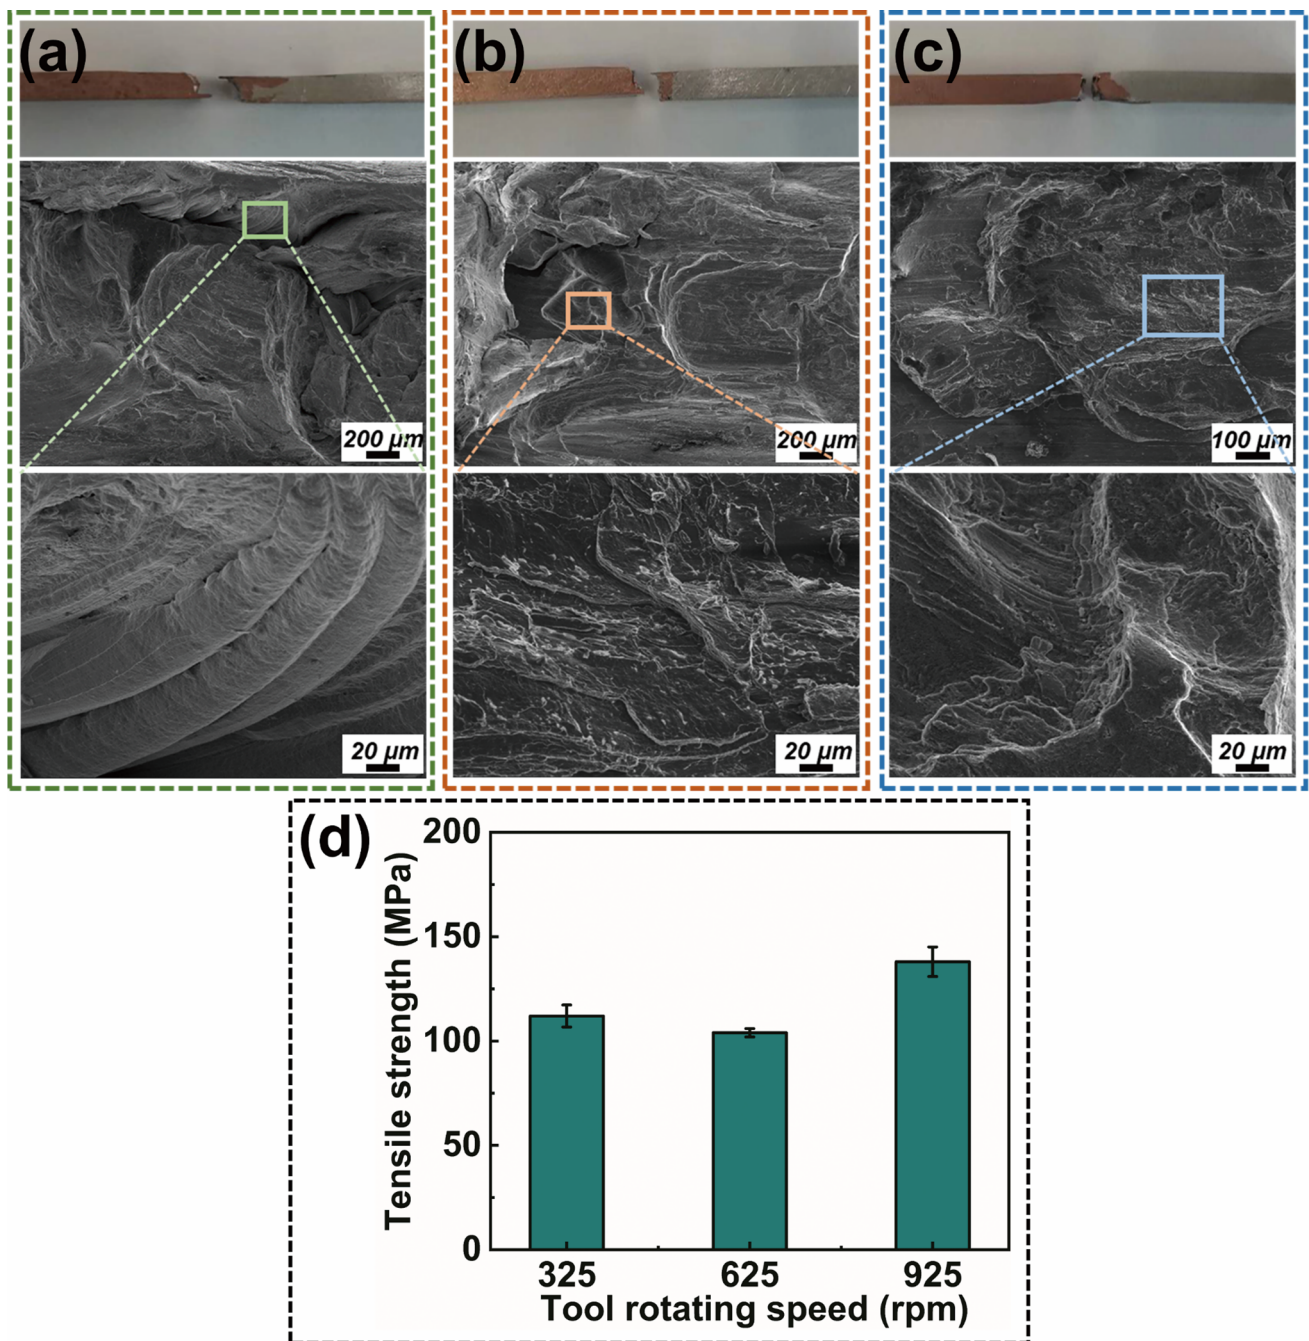 (a)
(b)
(c)
200 µm
200 µm
100 µm
20 µm
20 µm
20 µm
(d)
Tensile strength (MPa)
200
150
100
50
0
325 625 925
Tool rotating speed (rpm)